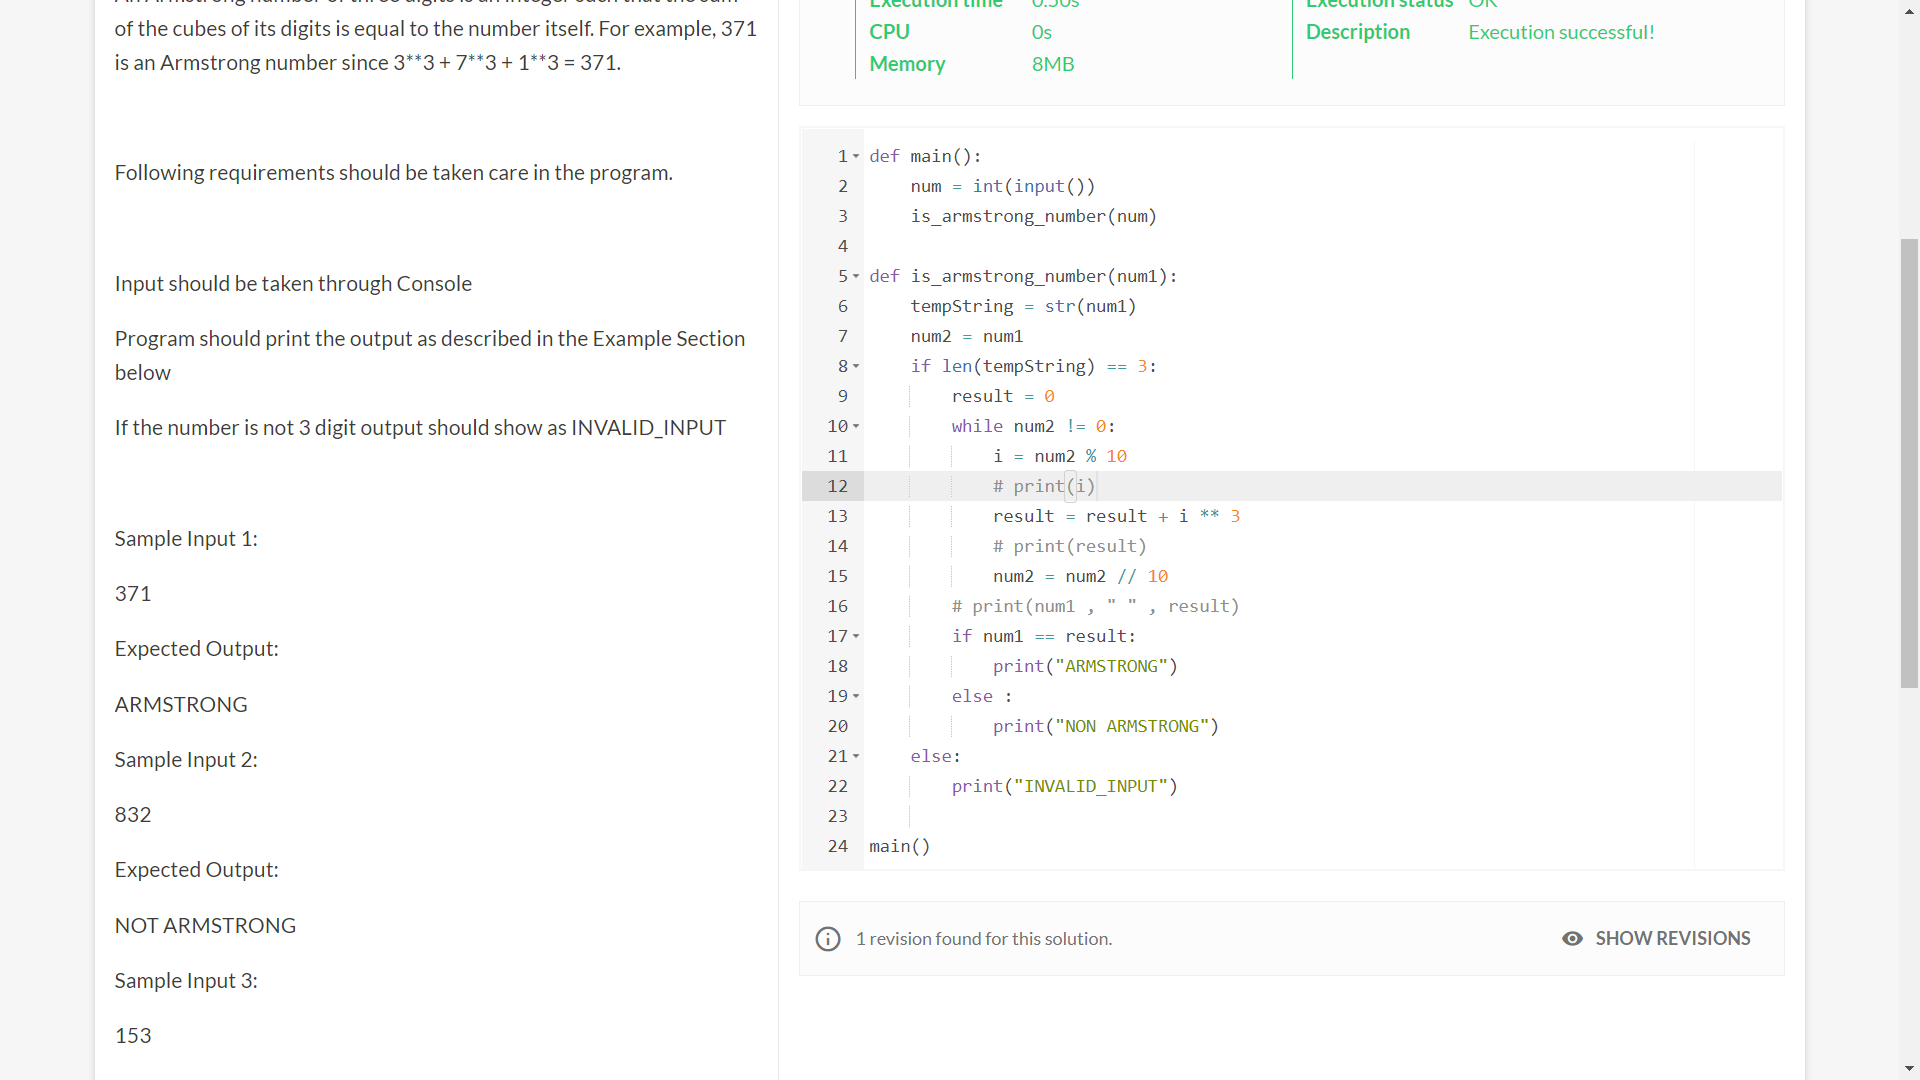 of the cubes of its digits is equal to the number itself. For example, 371
is an Armstrong number since 3**3 + 7**3 + 1**3 = 371.
Following requirements should be taken care in the program.
Input should be taken through Console
Program should print the output as described in the Example Section
below
If the number is not 3 digit output should show as INVALID_INPUT
Sample Input 1:
371
Expected Output:
ARMSTRONG
Sample Input 2:
832
Expected Output:
NOT ARMSTRONG
Sample Input 3:
153
Execution time 0.50s
CPU 0s
Memory 8MB
Execution status OK
Description Execution successful!
1 def main():
2     num = int(input())
3     is_armstrong_number(num)
4
5 def is_armstrong_number(num1):
6     tempString = str(num1)
7     num2 = num1
8     if len(tempString) == 3:
9         result = 0
10         while num2 != 0:
11             i = num2 % 10
12             # print(i)
13             result = result + i ** 3
14             # print(result)
15             num2 = num2 // 10
16         # print(num1 , " " , result)
17         if num1 == result:
18             print("ARMSTRONG")
19         else :
20             print("NON ARMSTRONG")
21     else:
22         print("INVALID_INPUT")
23
24 main()
1 revision found for this solution.
SHOW REVISIONS